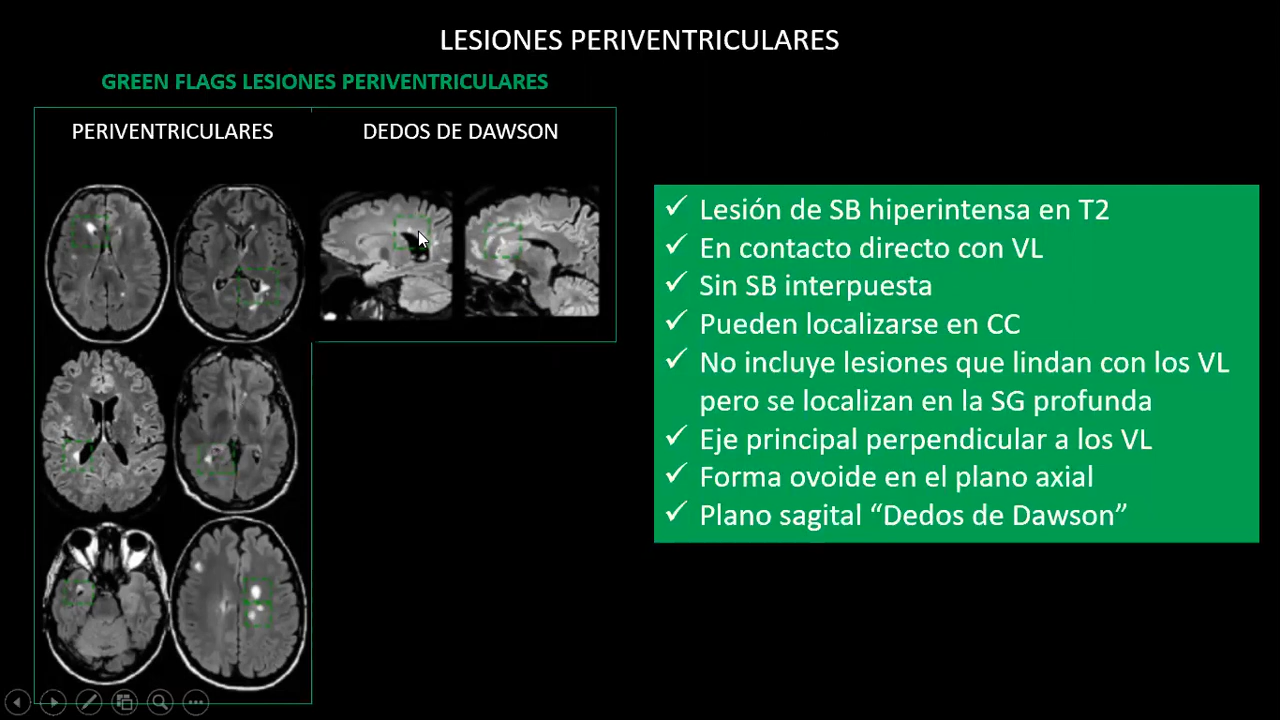 LESIONES PERIVENTRICULARES
GREEN FLAGS LESIONES PERIVENTRICULARES
PERIVENTRICULARES
DEDOS DE DAWSON
Lesión de SB hiperintensa en T2
En contacto directo con VL
Sin SB interpuesta
Pueden localizarse en CC
No incluye lesiones que lindan con los VL
pero se localizan en la SG profunda
Eje principal perpendicular a los VL
Forma ovoide en el plano axial
Plano sagital “Dedos de Dawson”